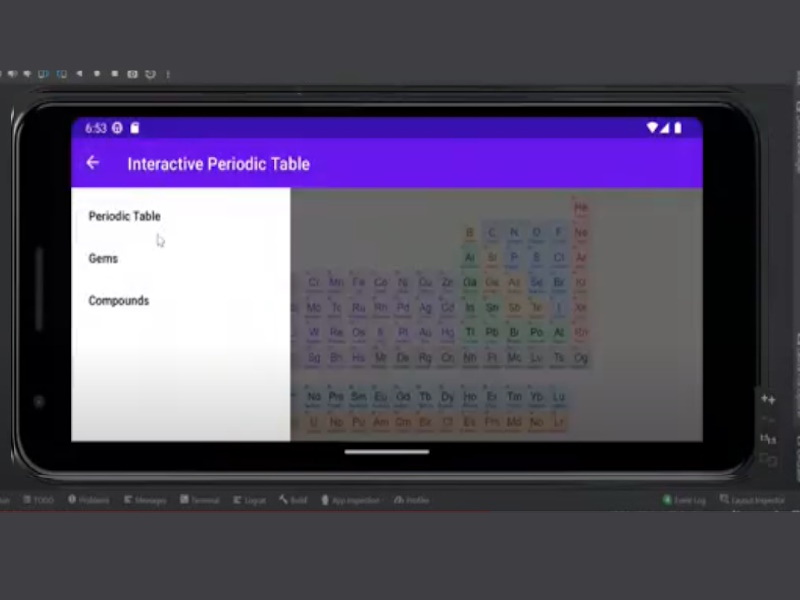 6:53
Interactive Periodic Table
Periodic Table
Gems
Compounds
He
B C N O F Ne
Al Si P S Cl Ar
Cr Mn Fe Co Ni Cu Zn Ga Ge As Se Br Kr
Mo Tc Ru Rh Pd Ag Cd In Sn Sb Te I Xe
W Re Os Ir Pt Au Hg Tl Pb Bi Po At Rn
Sg Bh Hs Mt Ds Rg Cn Nh Fl Mc Lv Ts Og
Nd Pm Sm Eu Gd Tb Dy Ho Er Tm Yb Lu
U Np Pu Am Cm Bk Cf Es Fm Md No Lr
TODO Problems Messages Terminal Logcat Build App Inspection Profiler Event Log Layout Inspector